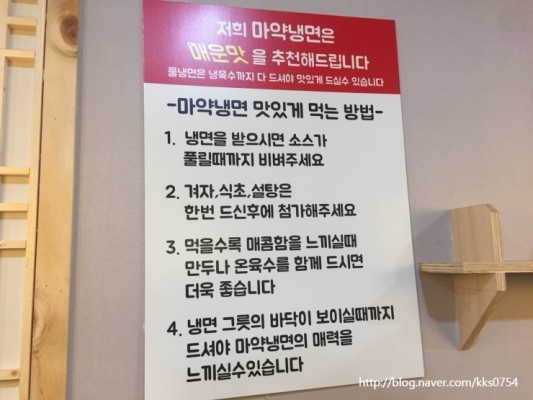 저희 마약냉면은
매운맛 을 추천해드립니다
물냉면은 냉육수까지 다 드셔야 맛있게 드실수 있습니다
-마약냉면 맛있게 먹는 방법-
1. 냉면을 받으시면 소스가
풀릴때까지 비벼주세요
2. 겨자,식초,설탕은
한번 드신후에 첨가해주세요
3. 먹을수록 매콤함을 느끼실때
만두나 온육수를 함께 드시면
더욱 좋습니다
4. 냉면 그릇의 바닥이 보이실때까지
드셔야 마약냉면의 매력을
느끼실수있습니다
http://blog.naver.com/kks0754